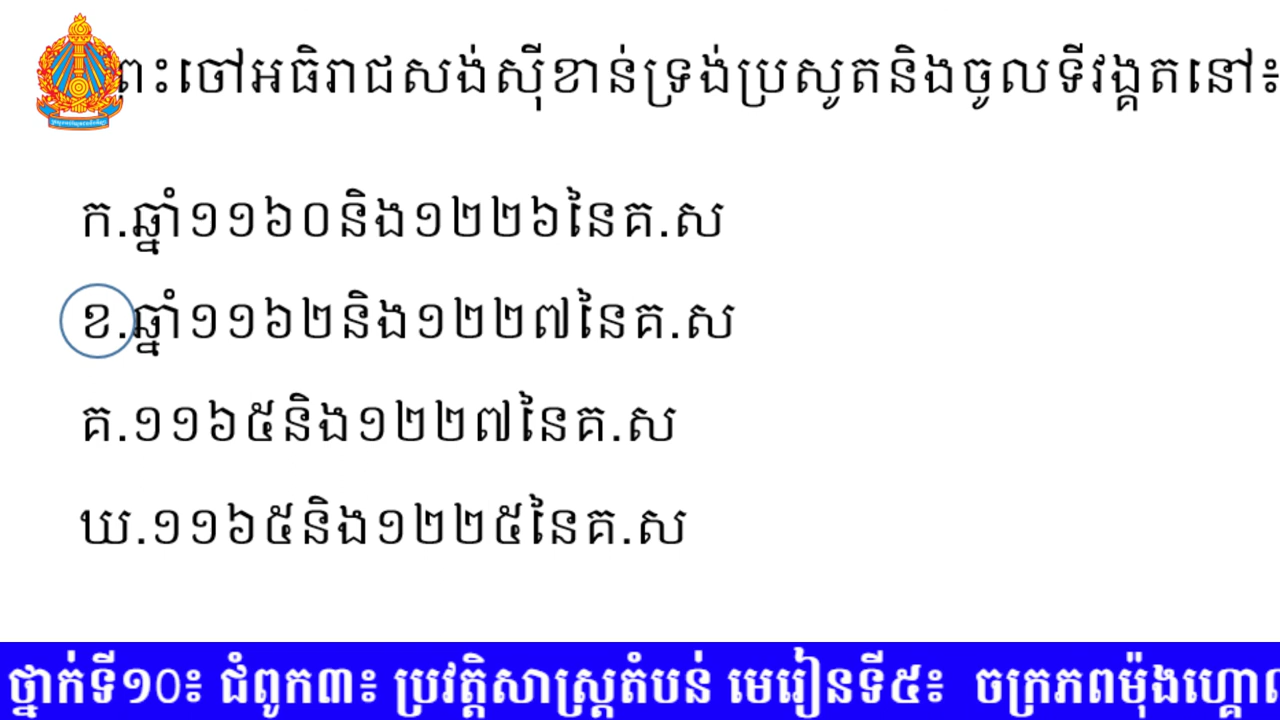 ព្រះចៅអធិរាជសង់ស៊ីខាន់ទ្រង់ប្រសូតនិងចូលទីវង្គតនៅ៖
ក.ឆ្នាំ១១៦០និង១២២៦នៃគ.ស
ខ.ឆ្នាំ១១៦២និង១២២៧នៃគ.ស
គ.១១៦៥និង១២២៧នៃគ.ស
ឃ.១១៦៥និង១២២៥នៃគ.ស
ថ្នាក់ទី១0៖ ជំពូក៣៖ ប្រវត្តិសាស្ត្រតំបន់ មេរៀនទី៥៖ ចក្រភពម៉ុង